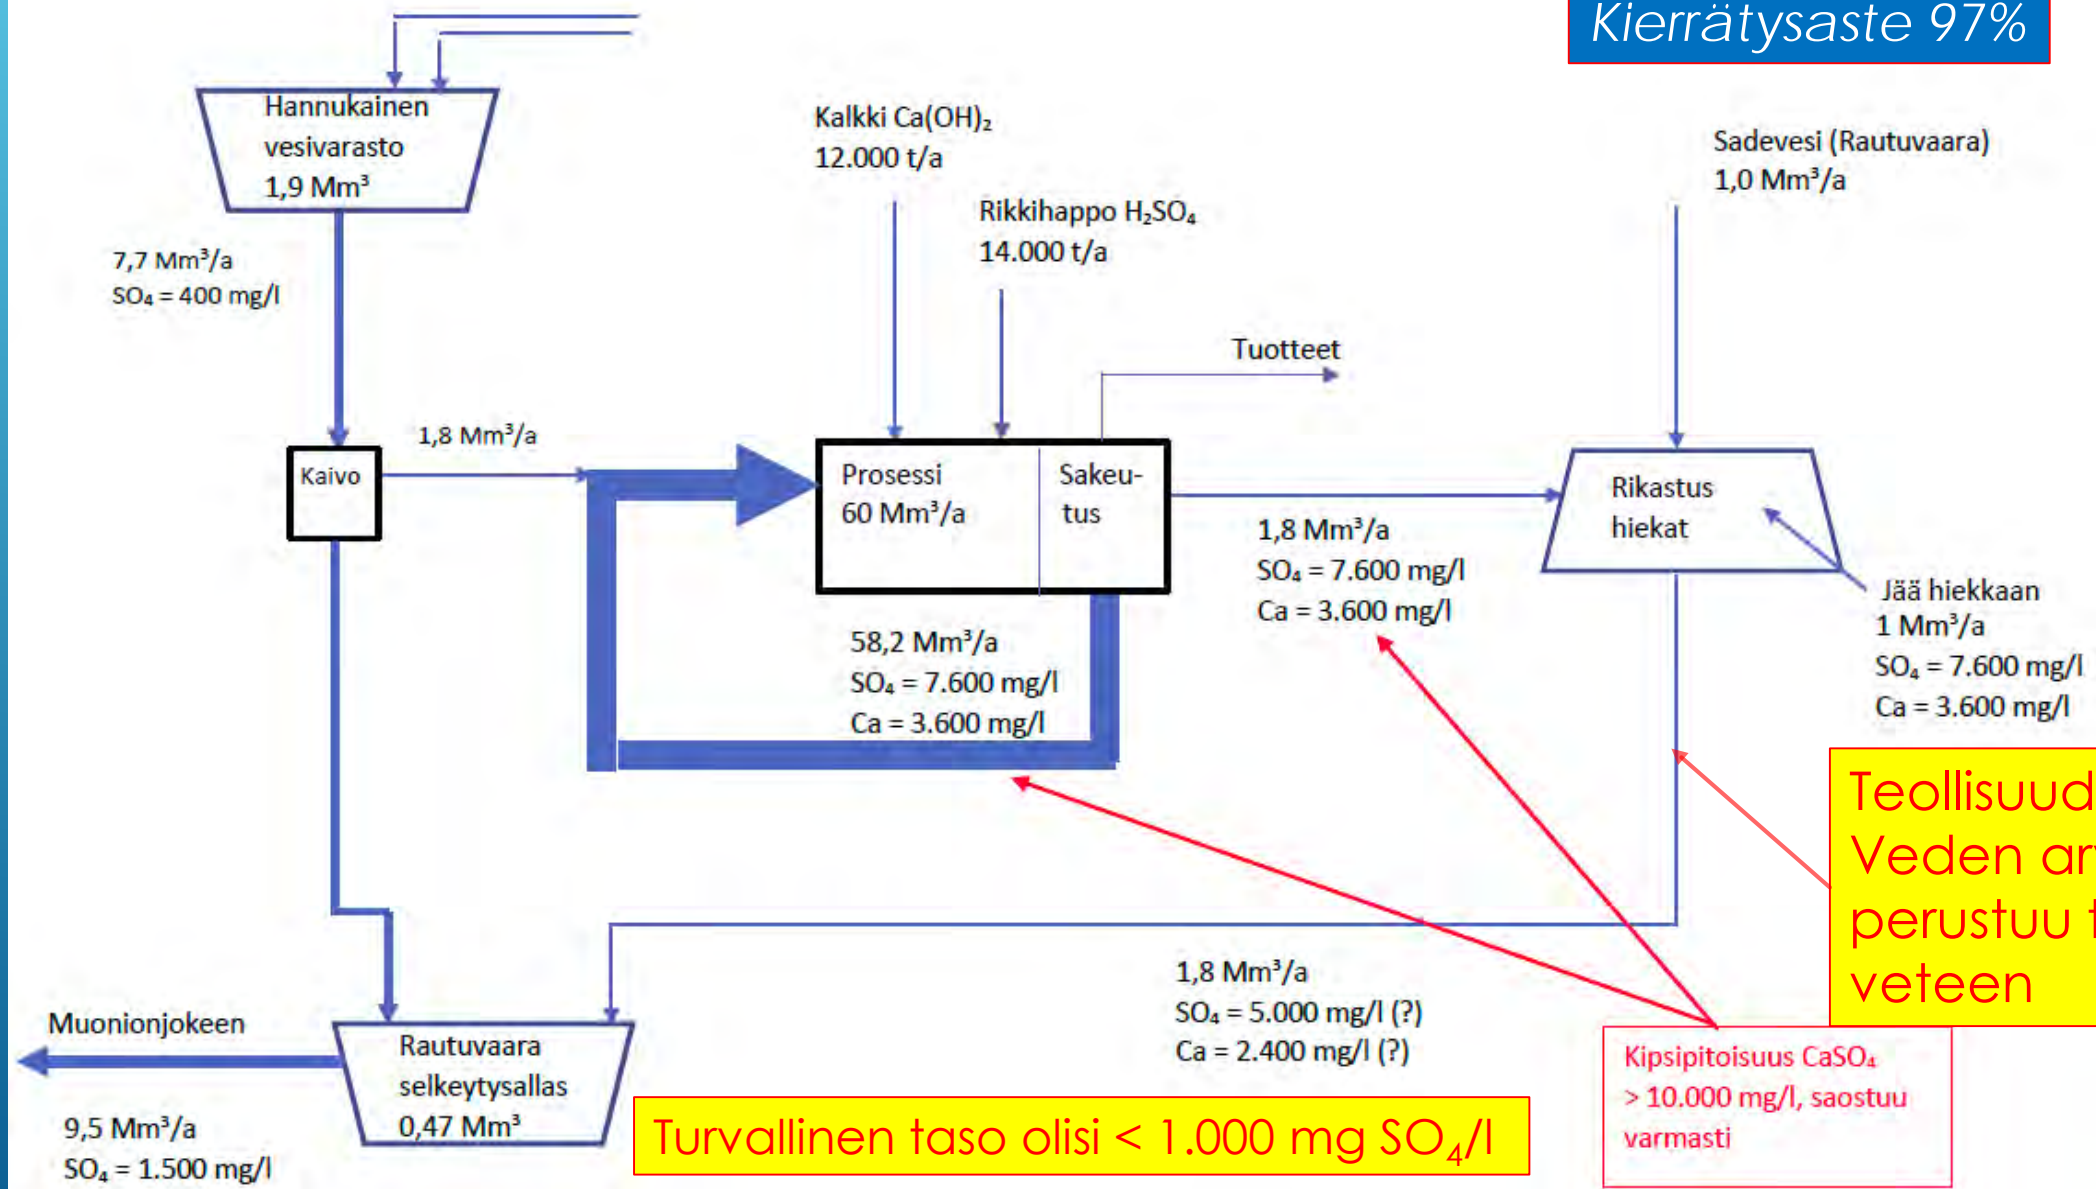 Kierrätysaste 97%
Hannukainen
vesivarasto
1,9 Mm³
Kalkki Ca(OH)₂
12.000 t/a
Sadevesi (Rautuvaara)
1,0 Mm³/a
Rikkihappo H₂SO₄
14.000 t/a
7,7 Mm³/a
SO₄ = 400 mg/l
Tuotteet
1,8 Mm³/a
Kaivo
Prosessi
60 Mm³/a
Sakeu-
tus
Rikastus
hiekat
1,8 Mm³/a
SO₄ = 7.600 mg/l
Ca = 3.600 mg/l
Jää hiekkaan
1 Mm³/a
SO₄ = 7.600 mg/l
Ca = 3.600 mg/l
58,2 Mm³/a
SO₄ = 7.600 mg/l
Ca = 3.600 mg/l
Teollisuud
Veden
perustuu
veteen
1,8 Mm³/a
SO₄ = 5.000 mg/l (?)
Ca = 2.400 mg/l (?)
Muonionjokeen
Rautuvaara
selkeytysallas
0,47 Mm³
9,5 Mm³/a
SO₄ = 1.500 mg/l
Turvallinen taso olisi < 1.000 mg SO₄/l
Kipsipitoisuus CaSO₄
> 10.000 mg/l, saostuu
varmasti